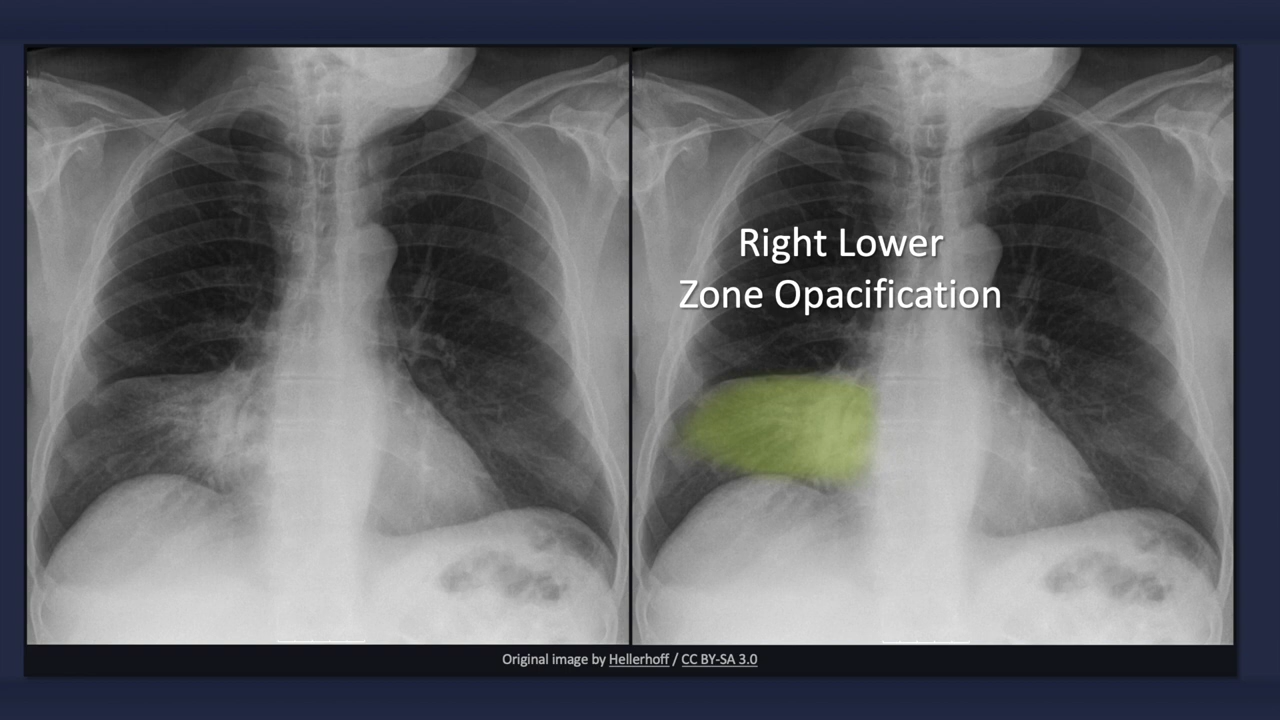 Right Lower
Zone Opacification
Original image by Hellerhoff / CC BY-SA 3.0